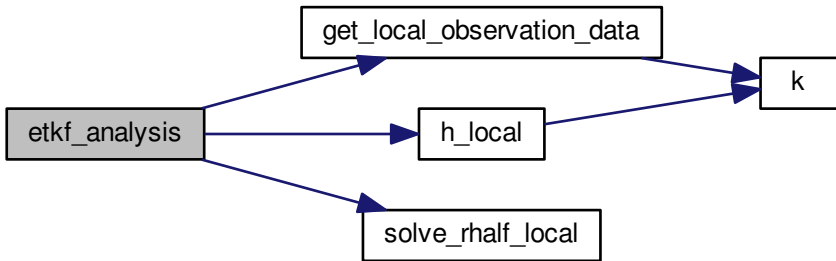 get_local_observation_data
k
etkf_analysis
h_local
solve_rhalf_local